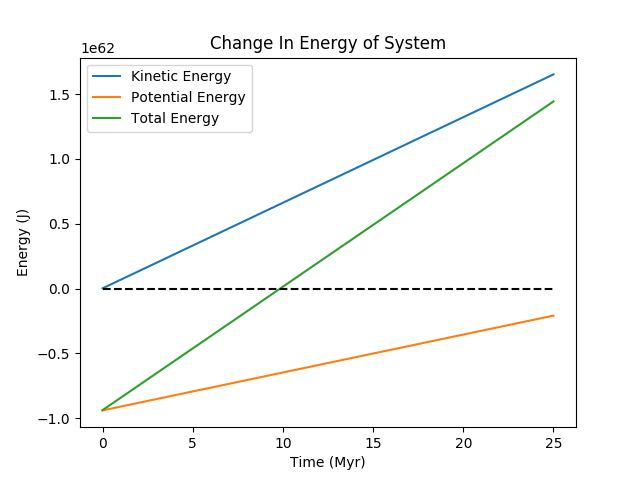 Change In Energy of System
1e62
Kinetic Energy
Potential Energy
Total Energy
1.5
1.0
0.5
0.0
−0.5
−1.0
Energy (J)
0 5 10 15 20 25
Time (Myr)